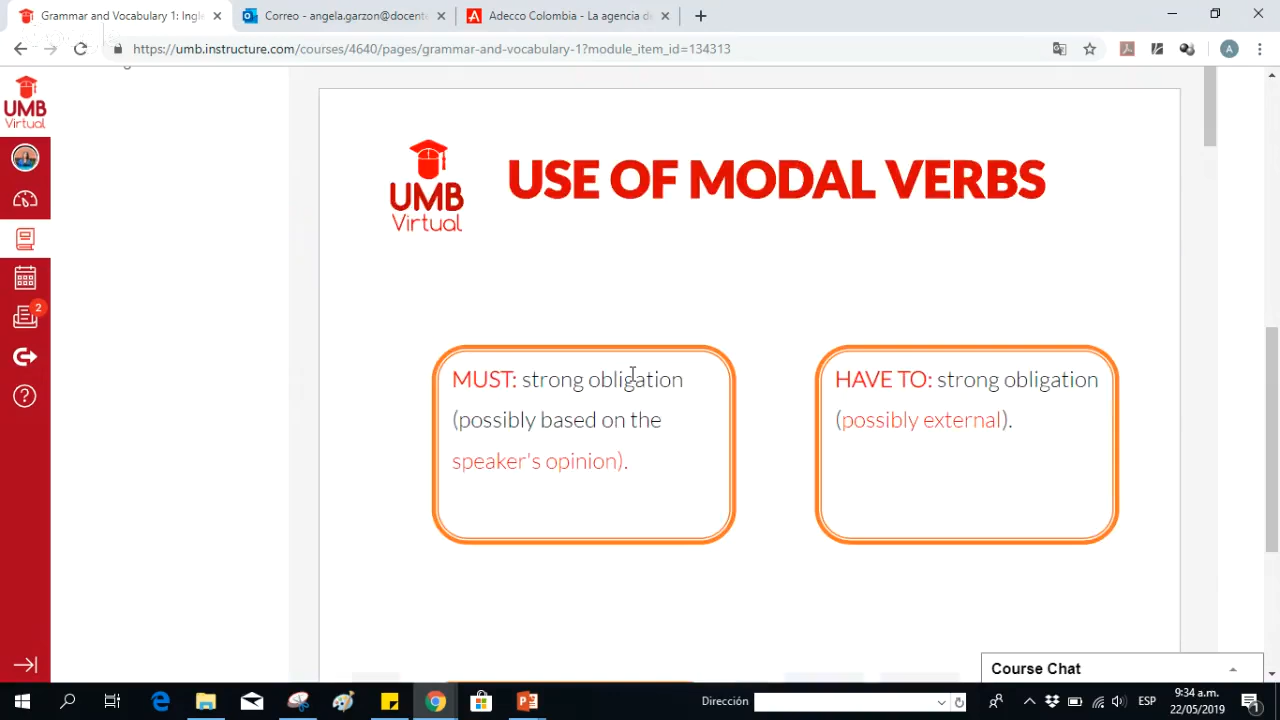 Grammar and Vocabulary 1: Ingl
Correo - angela.garzon@docent
Adecco Colombia - La agencia de
https://umb.instructure.com/courses/4640/pages/grammar-and-vocabulary-1?module_item_id=134313
A
UMB
Virtual
2
UMB
Virtual
USE OF MODAL VERBS
MUST: strong obligation
(possibly based on the
speaker's opinion).
HAVE TO: strong obligation
(possibly external).
Course Chat
Dirección
ESP
9:34 a.m.
22/05/2019
1